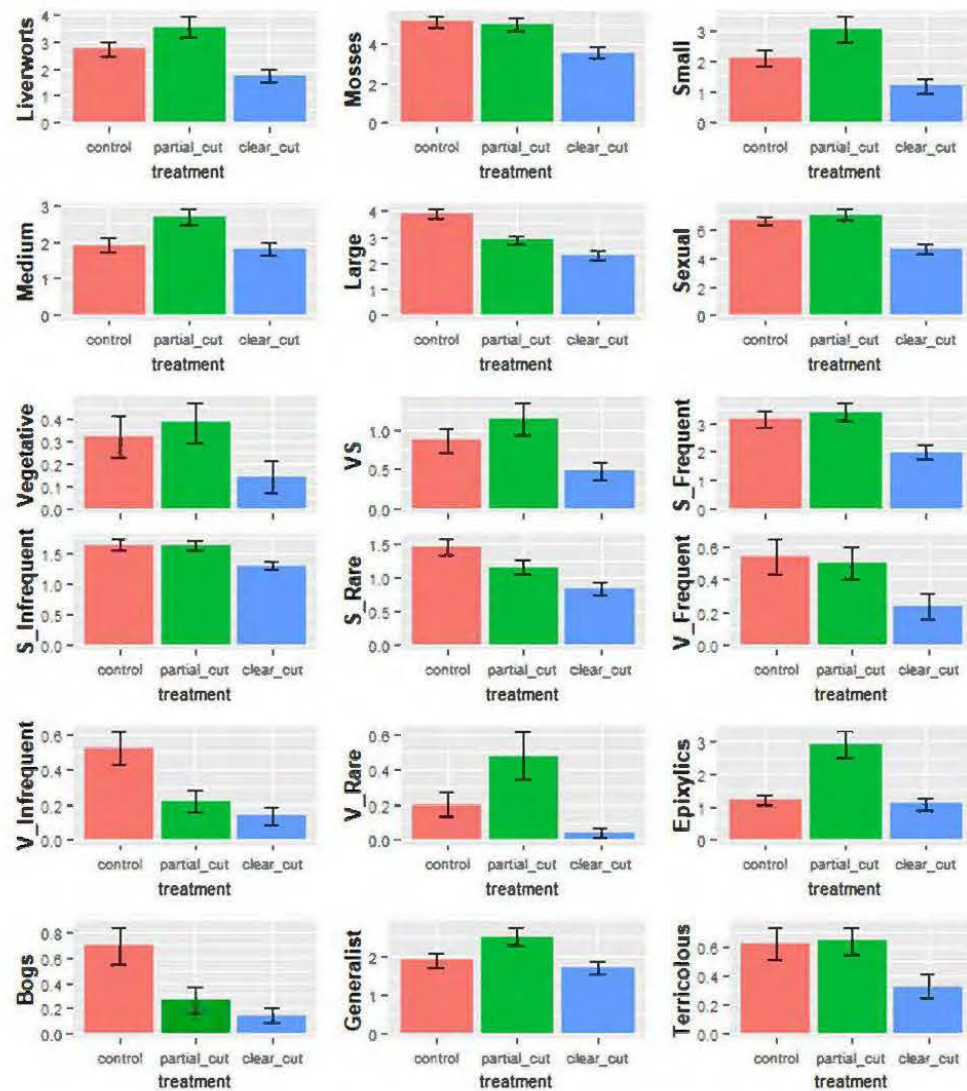 Liverworts
4
3
2
1
0
control partial_cut clear_cut
treatment
Mosses
4
2
0
control partial_cut clear_cut
treatment
Small
3
2
1
0
control partial_cut clear_cut
treatment
Medium
3
2
1
0
control partial_cut clear_cut
treatment
Large
4
3
2
1
0
control partial_cut clear_cut
treatment
Sexual
6
4
2
0
control partial_cut clear_cut
treatment
Vegetative
0.4
0.3
0.2
0.1
0.0
VS
1.0
0.5
0.0
S_Frequent
3
2
1
0
S_Infrequent
1.5
1.0
0.5
0.0
control partial_cut clear_cut
treatment
S_Rare
1.5
1.0
0.5
0.0
control partial_cut clear_cut
treatment
V_Frequent
0.6
0.4
0.2
0.0
control partial_cut clear_cut
treatment
V_Infrequent
0.6
0.4
0.2
0.0
control partial_cut clear_cut
treatment
V_Rare
0.6
0.4
0.2
0.0
control partial_cut clear_cut
treatment
Epixylics
3
2
1
0
control partial_cut clear_cut
treatment
Bogs
0.8
0.6
0.4
0.2
0.0
control partial_cut clear_cut
treatment
Generalist
2
1
0
control partial_cut clear_cut
treatment
Terricolous
0.6
0.4
0.2
0.0
control partial_cut clear_cut
treatment